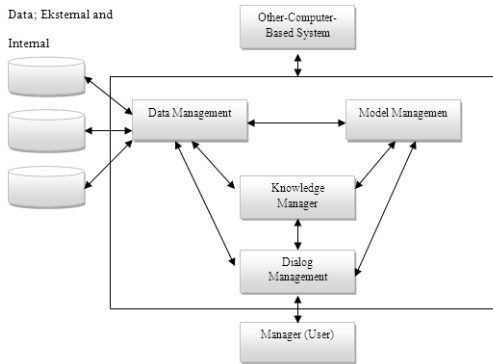 Data; Eksternal and
Internal
Other-Computer-
Based System
Data Management
Model Managemen
Knowledge
Manager
Dialog
Management
Manager (User)